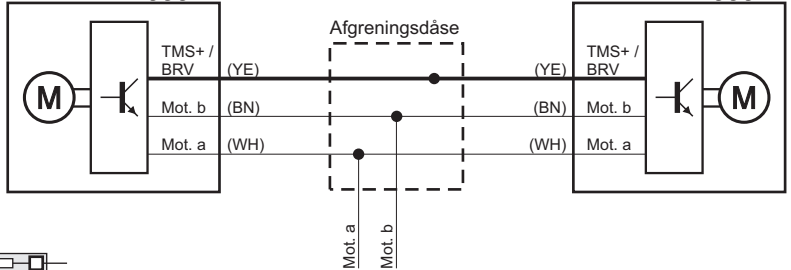 Afgreningsdåse
TMS+ /
BRV (YE)
Mot. b (BN)
Mot. a (WH)
M
TMS+ /
(YE) BRV
(BN) Mot. b
(WH) Mot. a
M
Mot. a
Mot. b